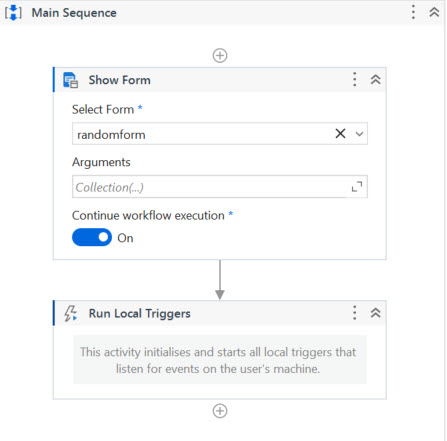 Main Sequence
Show Form
Select Form *
randomform
Arguments
Collection(...)
Continue workflow execution *
On
Run Local Triggers
This activity initialises and starts all local triggers that
listen for events on the user's machine.